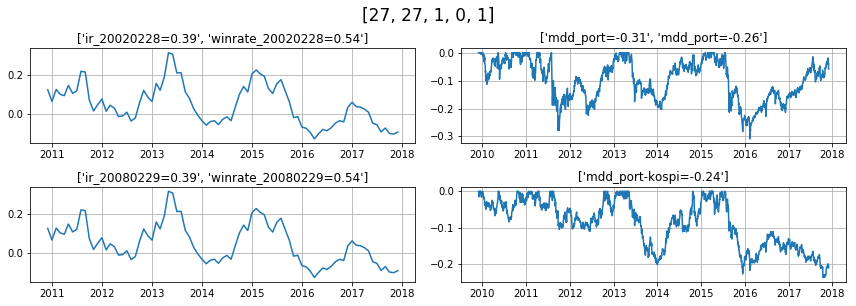 [27, 27, 1, 0, 1]
['ir_20020228=0.39', 'winrate_20020228=0.54']
0.2
0.0
2011 2012 2013 2014 2015 2016 2017 2018
['mdd_port=-0.31', 'mdd_port=-0.26']
0.0
−0.1
−0.2
−0.3
2010 2011 2012 2013 2014 2015 2016 2017 2018
['ir_20080229=0.39', 'winrate_20080229=0.54']
0.2
0.0
2011 2012 2013 2014 2015 2016 2017 2018
['mdd_port-kospi=-0.24']
0.0
−0.1
−0.2
2010 2011 2012 2013 2014 2015 2016 2017 2018